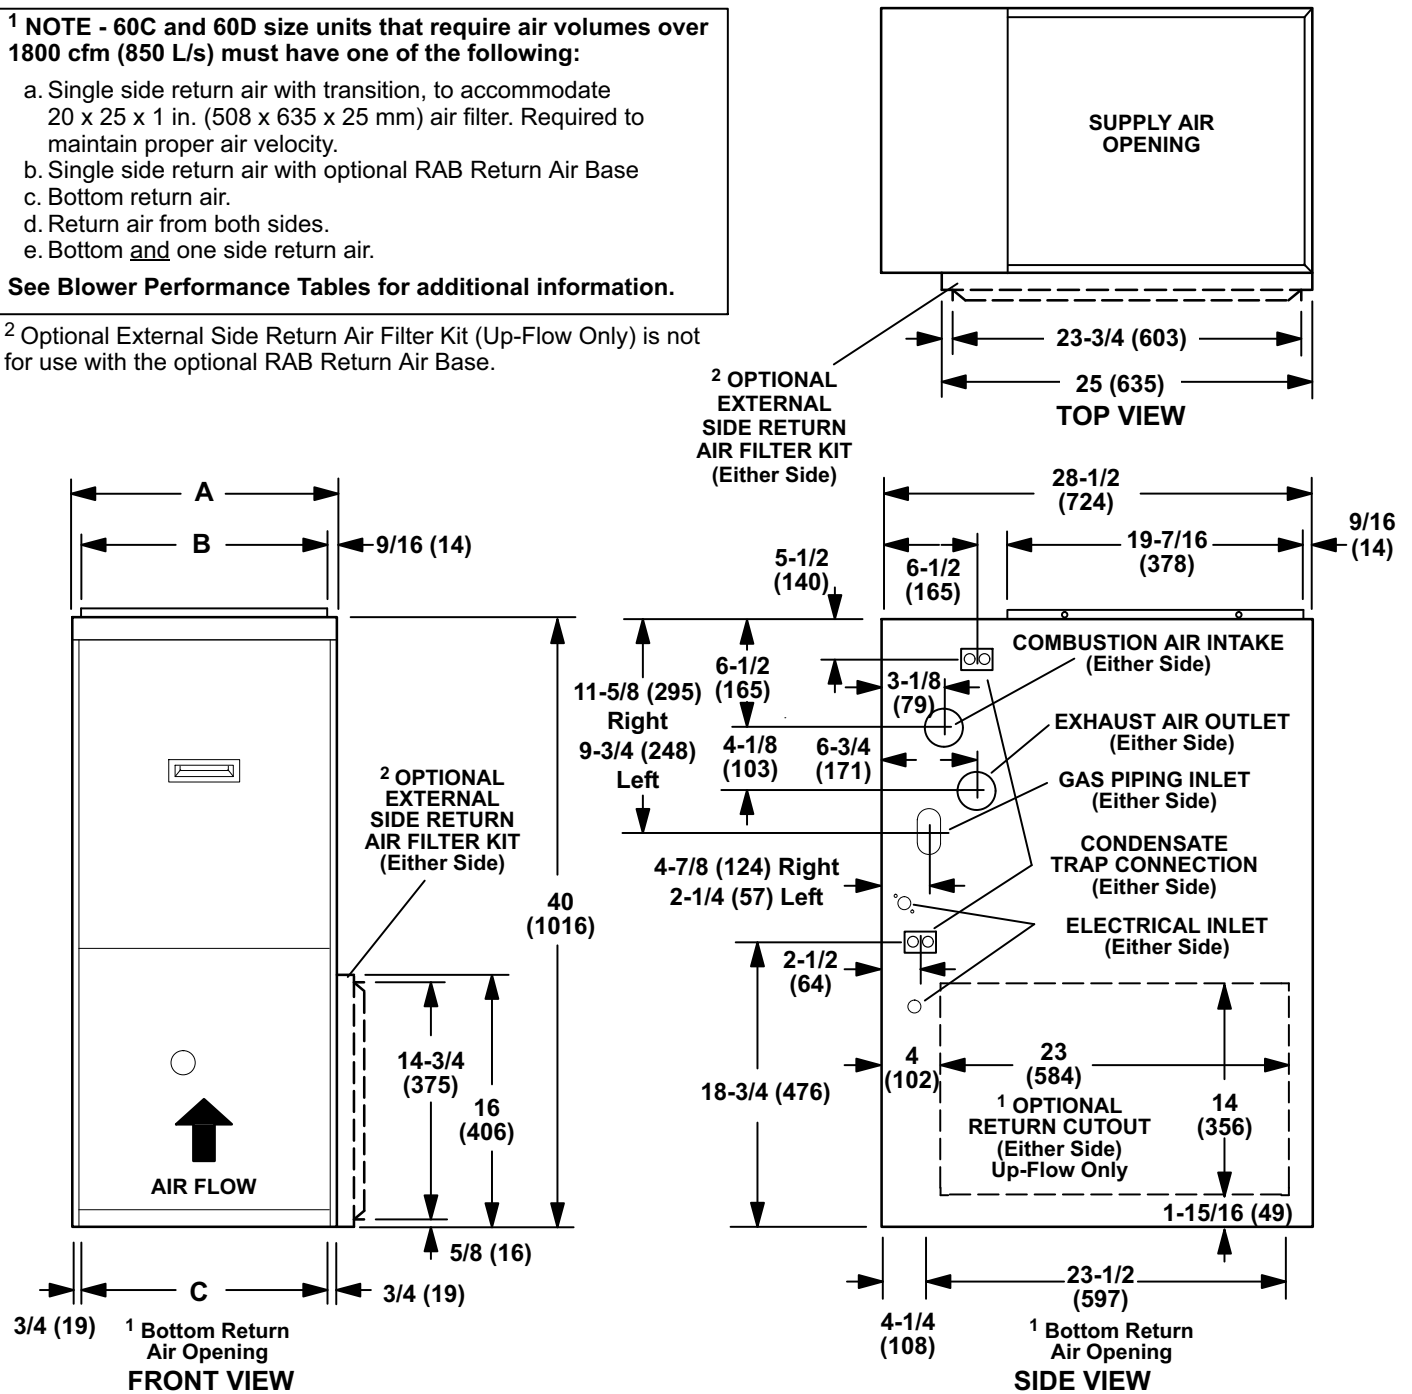 1 NOTE - 60C and 60D size units that require air volumes over
1800 cfm (850 L/s) must have one of the following:
a. Single side return air with transition, to accommodate
20 x 25 x 1 in. (508 x 635 x 25 mm) air filter. Required to
maintain proper air velocity.
b. Single side return air with optional RAB Return Air Base
c. Bottom return air.
d. Return air from both sides.
e. Bottom and one side return air.
See Blower Performance Tables for additional information.
2 Optional External Side Return Air Filter Kit (Up-Flow Only) is not
for use with the optional RAB Return Air Base.
SUPPLY AIR
OPENING
23-3/4 (603)
25 (635)
TOP VIEW
2 OPTIONAL
EXTERNAL
SIDE RETURN
AIR FILTER KIT
(Either Side)
A
B
9/16 (14)
2 OPTIONAL
EXTERNAL
SIDE RETURN
AIR FILTER KIT
(Either Side)
40
(1016)
14-3/4
(375)
16
(406)
AIR FLOW
5/8 (16)
C
3/4 (19)
3/4 (19)
1 Bottom Return
Air Opening
FRONT VIEW
28-1/2
(724)
9/16
(14)
19-7/16
(378)
6-1/2
(165)
5-1/2
(140)
COMBUSTION AIR INTAKE
(Either Side)
6-1/2
(165)
3-1/8
(79)
11-5/8 (295)
Right
9-3/4 (248)
Left
EXHAUST AIR OUTLET
(Either Side)
4-1/8
(103)
6-3/4
(171)
GAS PIPING INLET
(Either Side)
4-7/8 (124) Right
2-1/4 (57) Left
CONDENSATE
TRAP CONNECTION
(Either Side)
ELECTRICAL INLET
(Either Side)
2-1/2
(64)
18-3/4 (476)
4
(102)
23
(584)
1 OPTIONAL
RETURN CUTOUT
(Either Side)
Up-Flow Only
14
(356)
1-15/16 (49)
23-1/2
(597)
4-1/4
(108)
1 Bottom Return
Air Opening
SIDE VIEW